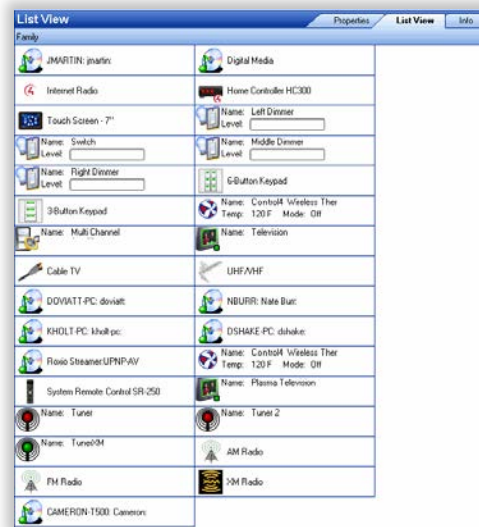 List View
Properties
List View
Info
Family
JMARTIN: jmartin:
Digital Media
Internet Radio
Home Controller HC300
Touch Screen - 7"
Name: Left Dimmer
Level:
Name: Switch
Level:
Name: Middle Dimmer
Level:
Name: Right Dimmer
Level:
6-Button Keypad
3-Button Keypad
Name: Control4 Wireless Ther
Temp: 120 F Mode: Off
Name: Multi Channel
Name: Television
Cable TV
UHF/VHF
DOVIATT-PC: doviatt:
NBURR: Nate Burr:
KHOLT-PC: kholt-pc:
DSHAKE-PC: dshake:
Roxio Streamer:UPNP-AV
Name: Control4 Wireless Ther
Temp: 120 F Mode: Off
System Remote Control SR-250
Name: Plasma Television
Name: Tuner
Name: Tuner 2
Name: TunerXM
AM Radio
FM Radio
XM Radio
CAMERON-T500: Cameron: